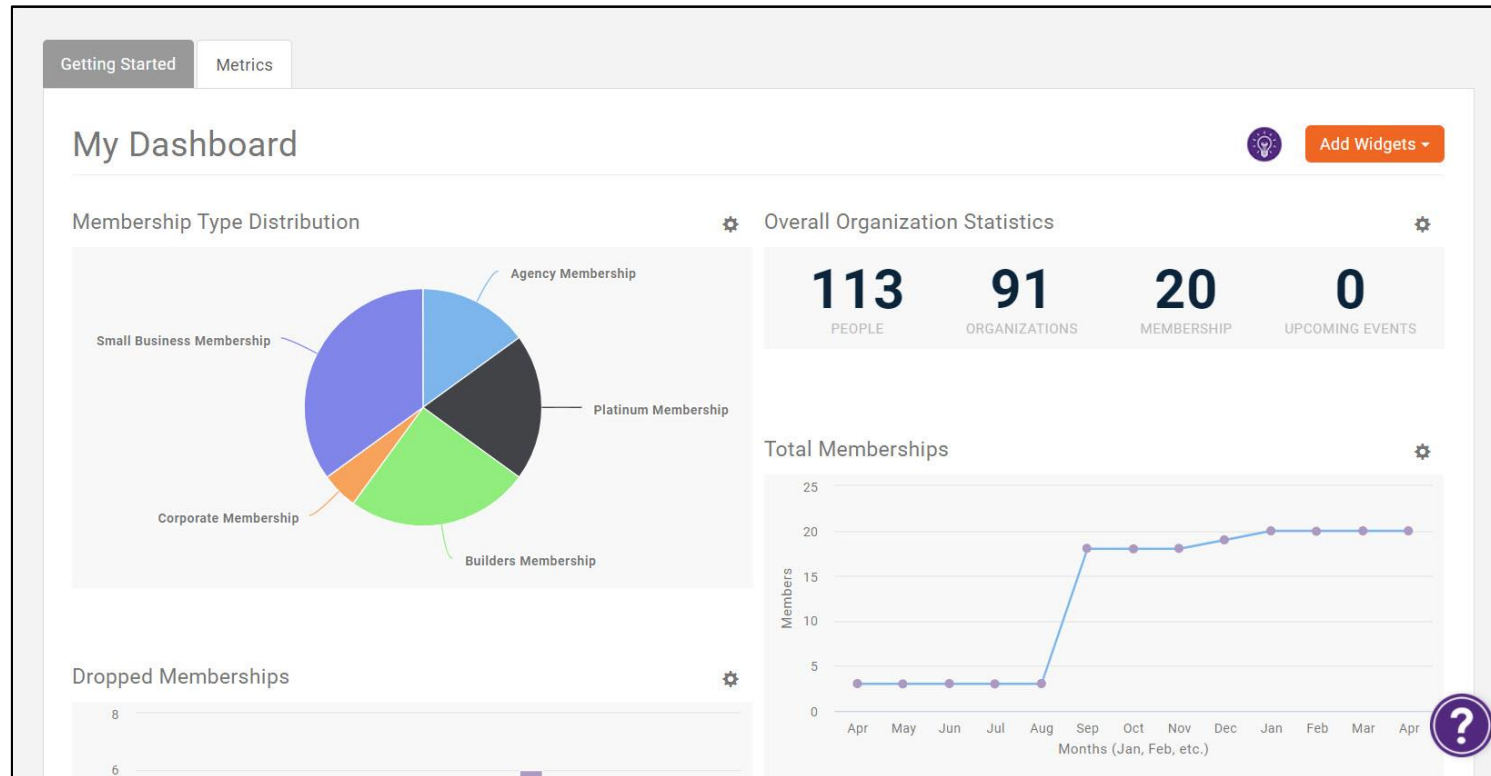 Getting Started
Metrics
My Dashboard
Add Widgets
Membership Type Distribution
Agency Membership
Small Business Membership
Platinum Membership
Corporate Membership
Builders Membership
Overall Organization Statistics
113 91 20 0
PEOPLE ORGANIZATIONS MEMBERSHIP UPCOMING EVENTS
Total Memberships
25
20
15
10
5
0
Members
Apr May Jun Jul Aug Sep Oct Nov Dec Jan Feb Mar Apr
Months (Jan, Feb, etc.)
Dropped Memberships
8
6
?